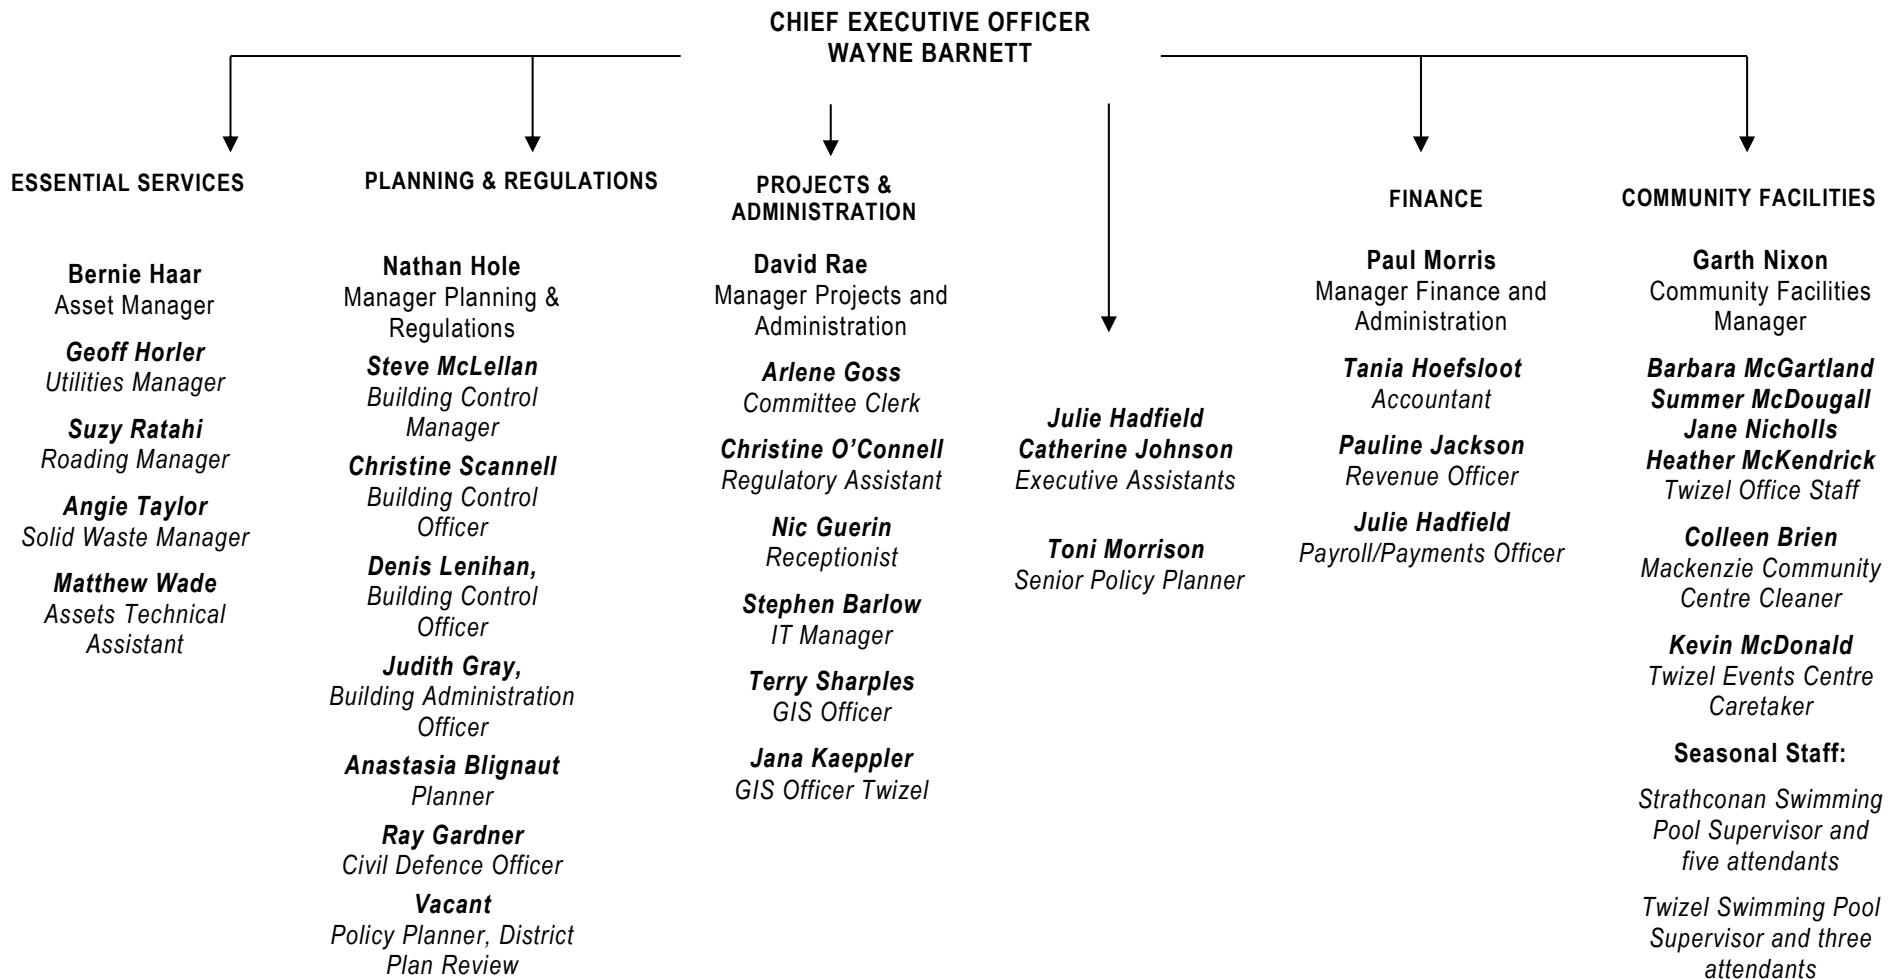 CHIEF EXECUTIVE OFFICER
WAYNE BARNETT
ESSENTIAL SERVICES
Bernie Haar
Asset Manager
Geoff Horler
Utilities Manager
Suzy Ratahi
Roading Manager
Angie Taylor
Solid Waste Manager
Matthew Wade
Assets Technical
Assistant
PLANNING & REGULATIONS
Nathan Hole
Manager Planning &
Regulations
Steve McLellan
Building Control
Manager
Christine Scannell
Building Control
Officer
Denis Lenihan,
Building Control
Officer
Judith Gray,
Building Administration
Officer
Anastasia Blignaut
Planner
Ray Gardner
Civil Defence Officer
Vacant
Policy Planner, District
Plan Review
PROJECTS &
ADMINISTRATION
David Rae
Manager Projects and
Administration
Arlene Goss
Committee Clerk
Christine O’Connell
Regulatory Assistant
Nic Guerin
Receptionist
Stephen Barlow
IT Manager
Terry Sharples
GIS Officer
Jana Kaeppler
GIS Officer Twizel
Julie Hadfield
Catherine Johnson
Executive Assistants
Toni Morrison
Senior Policy Planner
FINANCE
Paul Morris
Manager Finance and
Administration
Tania Hoefsloot
Accountant
Pauline Jackson
Revenue Officer
Julie Hadfield
Payroll/Payments Officer
COMMUNITY FACILITIES
Garth Nixon
Community Facilities
Manager
Barbara McGartland
Summer McDougall
Jane Nicholls
Heather McKendrick
Twizel Office Staff
Colleen Brien
Mackenzie Community
Centre Cleaner
Kevin McDonald
Twizel Events Centre
Caretaker
Seasonal Staff:
Strathconan Swimming
Pool Supervisor and
five attendants
Twizel Swimming Pool
Supervisor and three
attendants